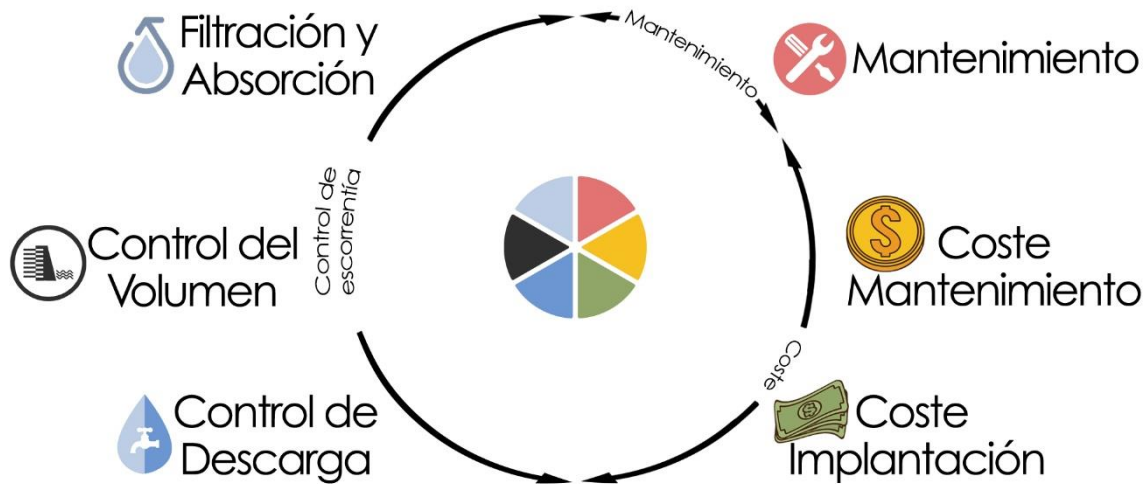 Filtración y
Absorción
Mantenimiento
Mantenimiento
Control de
escorrentía
Control del
Volumen
Coste
Mantenimiento
Coste
Control de
Descarga
Coste
Implantación